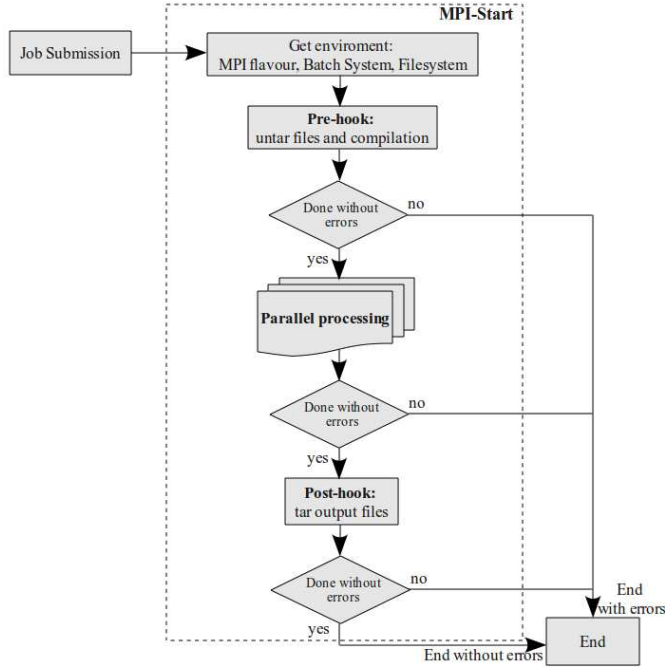 MPI-Start
Job Submission
Get enviroment:
MPI flavour, Batch System, Filesystem
Pre-hook:
untar files and compilation
Done without
errors
no
yes
Parallel processing
Done without
errors
no
yes
Post-hook:
tar output files
Done without
errors
no
yes
End
with errors
End without errors
End